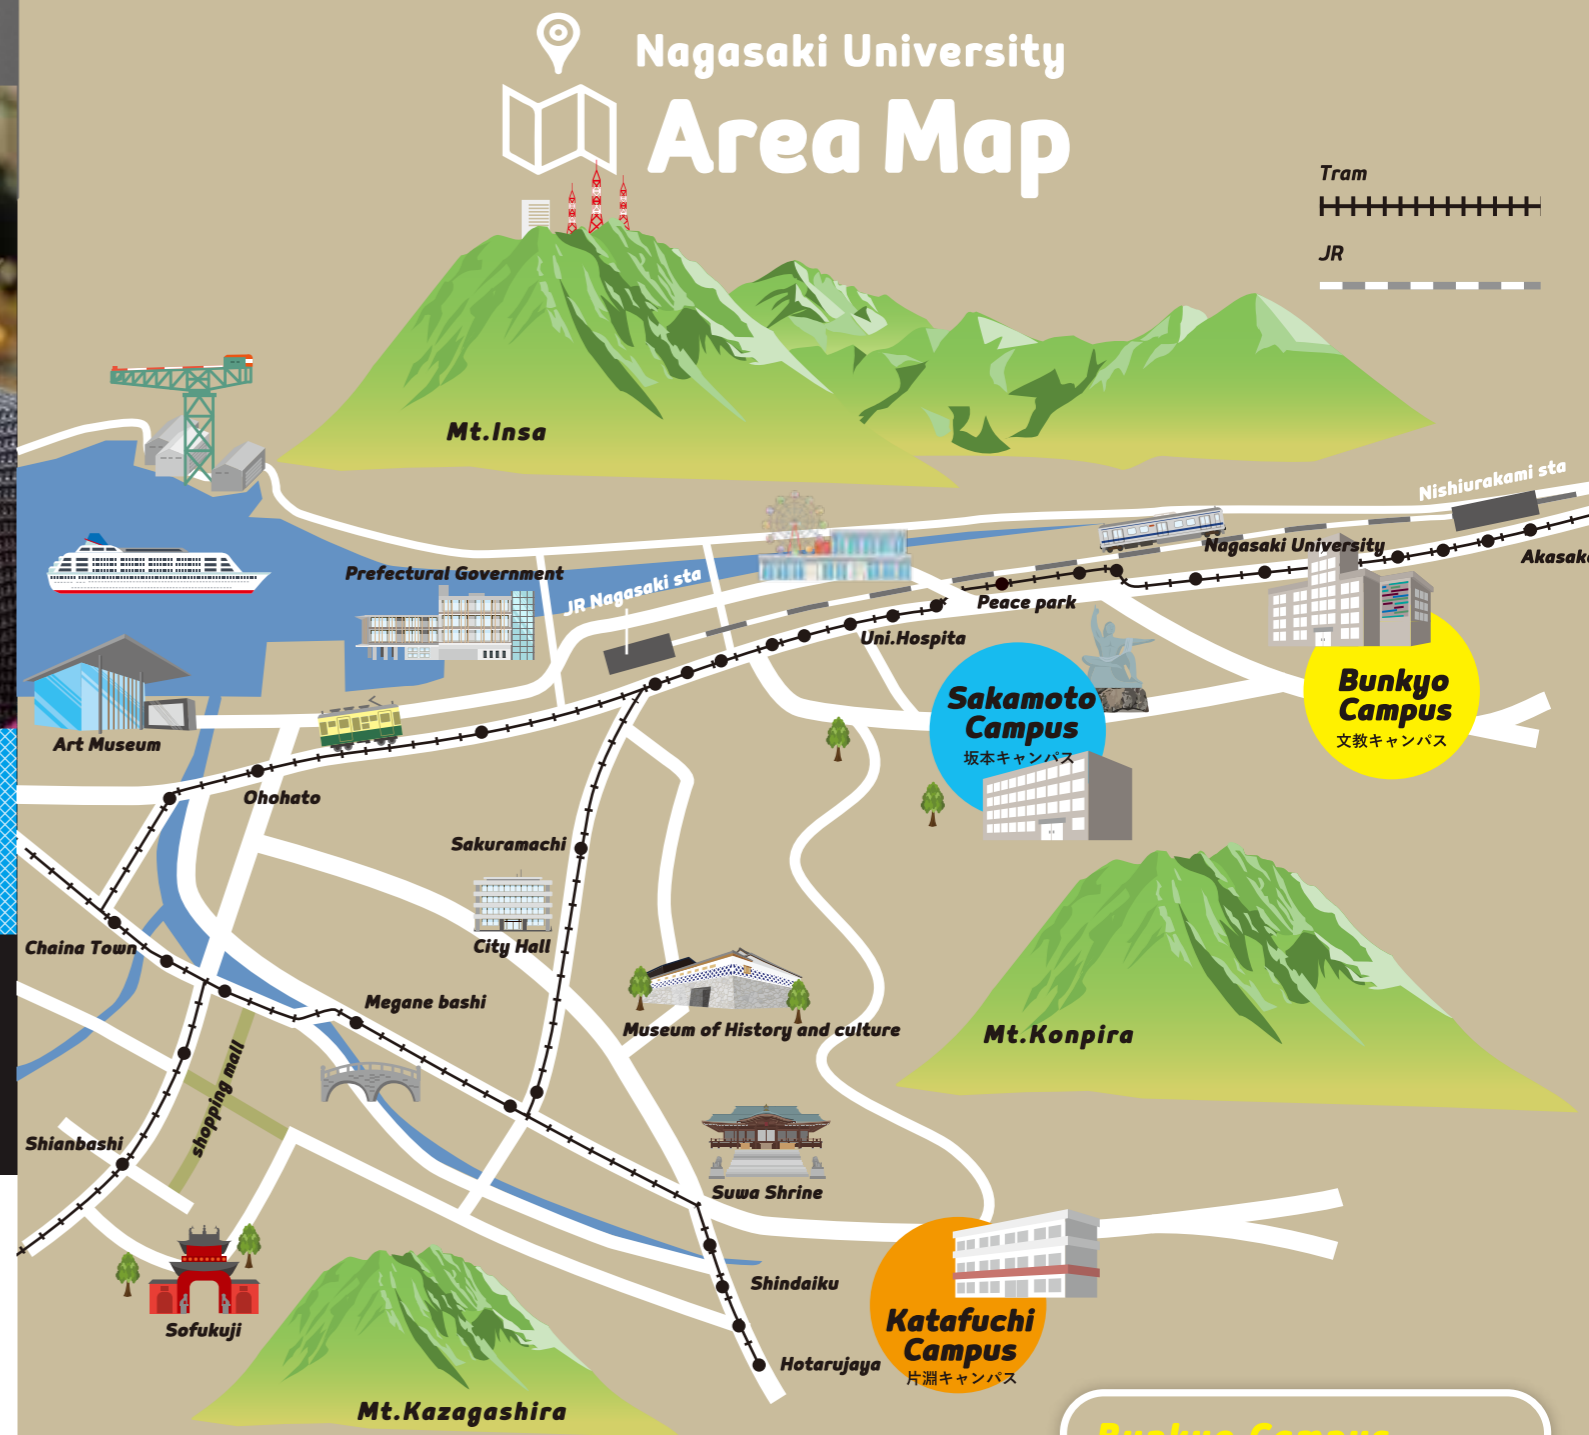 Nagasaki University
Area Map
Tram
JR
Mt.Insa
Nishiurakami sta
Nagasaki University
Prefectural Government
JR Nagasaki sta
Peace park
Uni.Hospita
Sakamoto
Campus
坂本キャンパス
Bunkyo
Campus
文教キャンパス
Art Museum
Ohohato
Sakuramachi
City Hall
Chaina Town
Megane bashi
Museum of History and culture
Mt.Konpira
shopping mall
Shianbashi
Suwa Shrine
Shindaiku
Sofukuji
Katafuchi
Campus
片淵キャンパス
Hotarujaya
Mt.Kazagashira